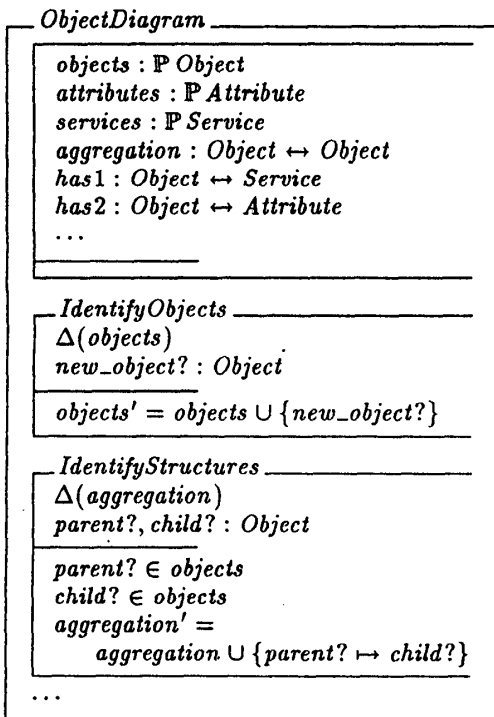 ObjectDiagram
objects : ℙ Object
attributes : ℙ Attribute
services : ℙ Service
aggregation : Object ↔ Object
has1 : Object ↔ Service
has2 : Object ↔ Attribute
...
IdentifyObjects
Δ(objects)
new_object? : Object
objects′ = objects ∪ {new_object?}
IdentifyStructures
Δ(aggregation)
parent?, child? : Object
parent? ∈ objects
child? ∈ objects
aggregation′ =
aggregation ∪ {parent? ↦ child?}
...